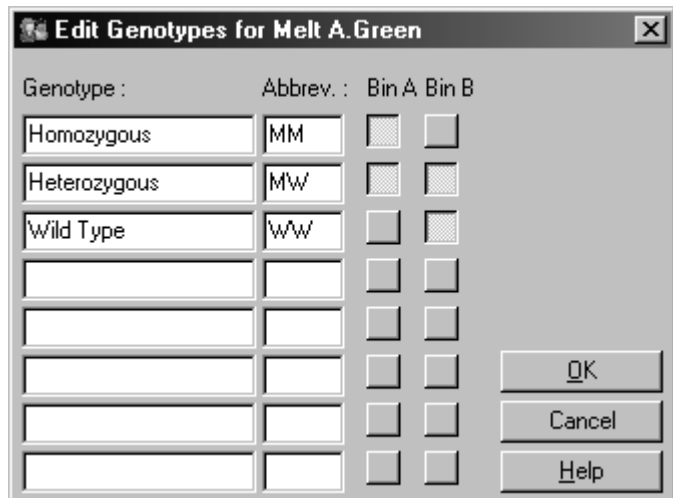 Edit Genotypes for Melt A.Green
Genotype : Abbrev. : Bin A Bin B
Homozygous MM
Heterozygous MW
Wild Type WW
OK
Cancel
Help